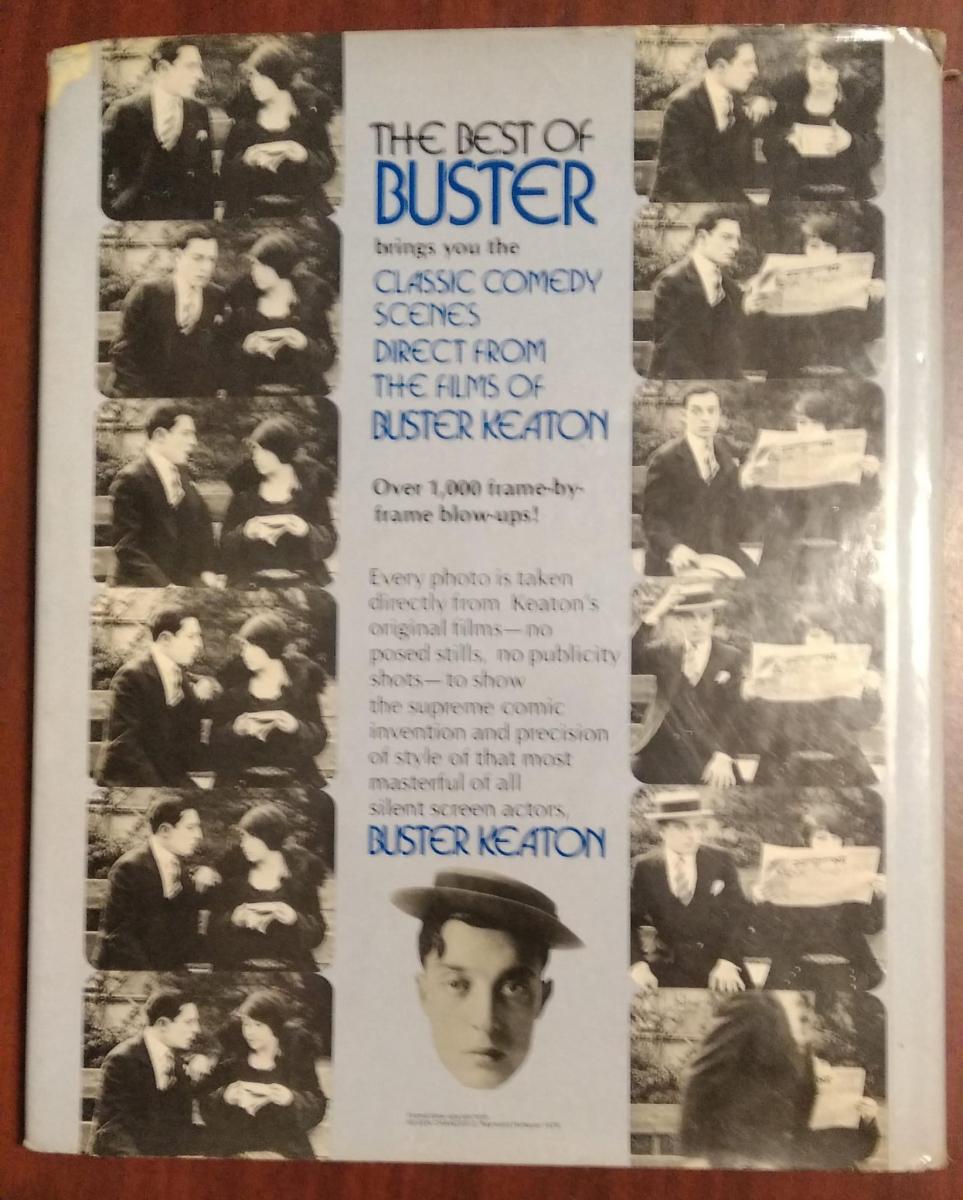 THE BEST OF
BUSTER
brings you the
CLASSIC COMEDY
SCENES
DIRECT FROM
THE FILMS OF
BUSTER KEATON
Over 1,000 frame-by-
frame blow-ups!
Every photo is taken
directly from Keaton's
original films—no
posed stills, no publicity
shots—to show
the supreme comic
invention and precision
of style of that most
masterful of all
silent screen actors,
BUSTER KEATON